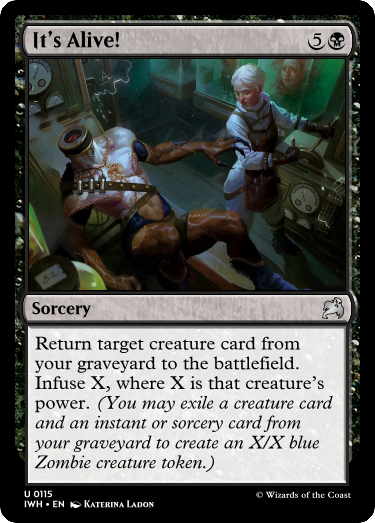 It's Alive! 5
Sorcery
Return target creature card from
your graveyard to the battlefield.
Infuse X, where X is that creature's
power. (You may exile a creature card
and an instant or sorcery card from
your graveyard to create an X/X blue
Zombie creature token.)
U 0115
IWH • EN Katerina Ladon © Wizards of the Coast